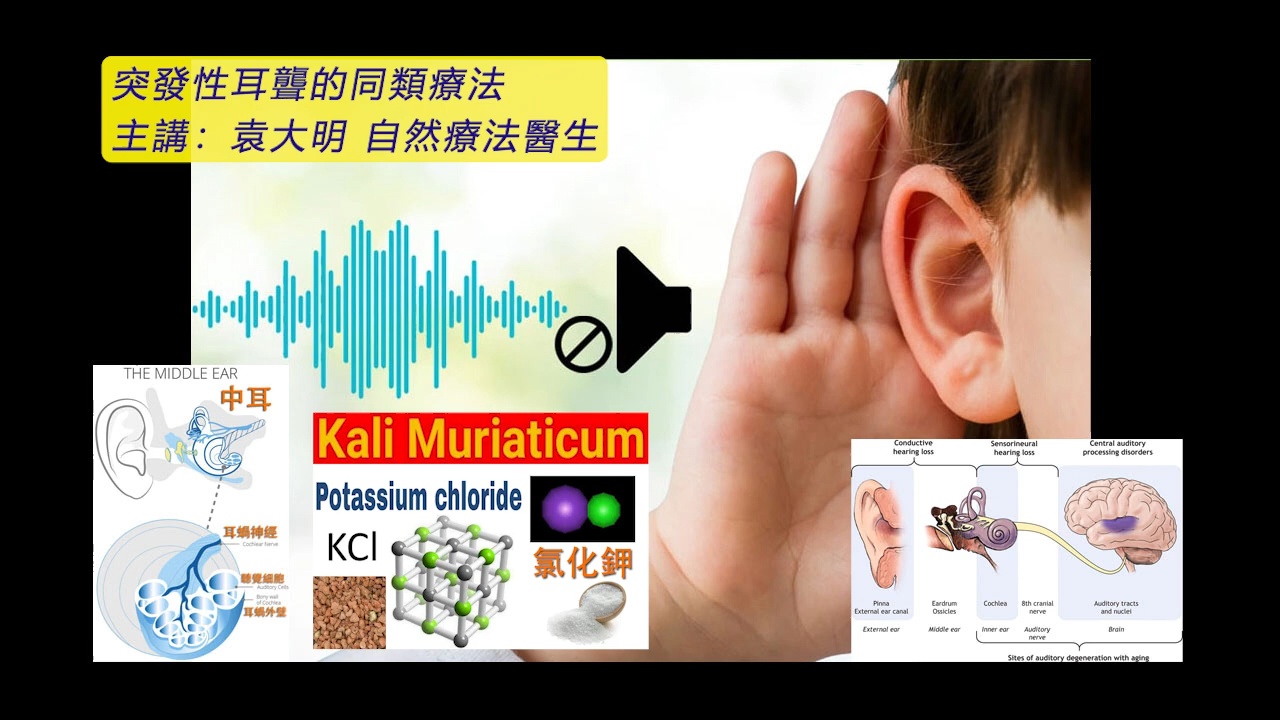 突發性耳聾的同類療法
主講：袁大明 自然療法醫生
THE MIDDLE EAR
中耳
耳蝸神經
Cochlear Nerve
聽覺細胞
Auditory Cells
Bony wall
of Cochlea
耳蝸外壁
Kali Muriaticum
Potassium chloride
KCl
氯化鉀
Conductive
hearing loss
Sensorineural
hearing loss
Central auditory
processing disorders
Pinna
External ear canal
Eardrum
Ossicles
Cochlea
8th cranial
nerve
Auditory tracts
and nuclei
External ear
Middle ear
Inner ear
Auditory
nerve
Brain
Sites of auditory degeneration with aging